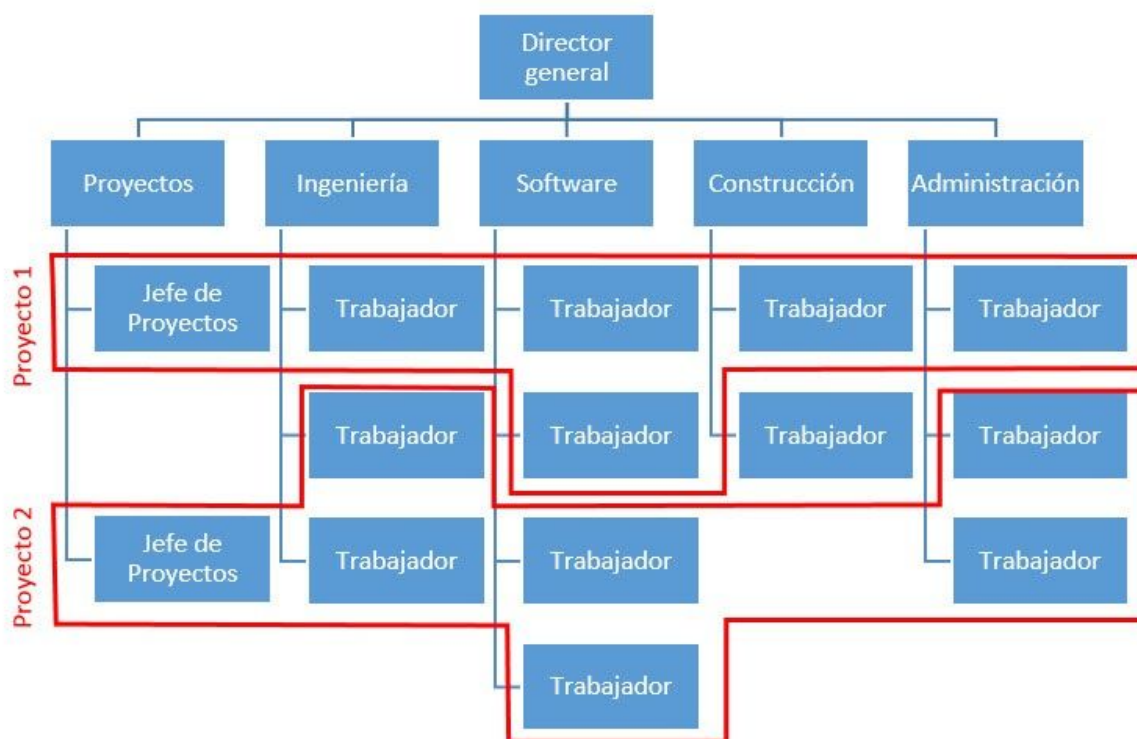 Director
general
Proyectos
Ingeniería
Software
Construcción
Administración
Proyecto 1
Jefe de
Proyectos
Trabajador
Trabajador
Trabajador
Trabajador
Trabajador
Trabajador
Trabajador
Trabajador
Proyecto 2
Jefe de
Proyectos
Trabajador
Trabajador
Trabajador
Trabajador